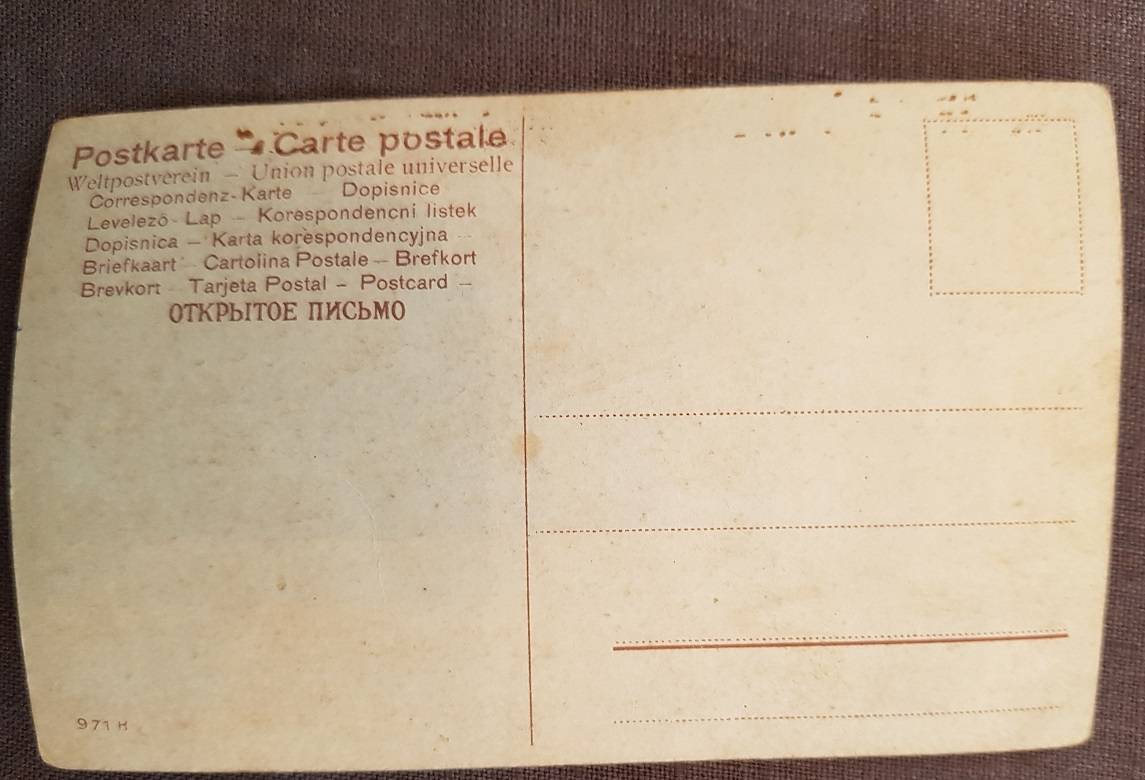 Postkarte – Carte postale
Weltpostverein – Union postale universelle
Correspondenz-Karte – Dopisnice
Levelező-Lap – Korespondencni listek
Dopisnica – Karta korespondencyjna –
Briefkaart – Cartolina Postale – Brefkort
Brevkort – Tarjeta Postal – Postcard –
ОТКРЫТОЕ ПИСЬМО
971 H